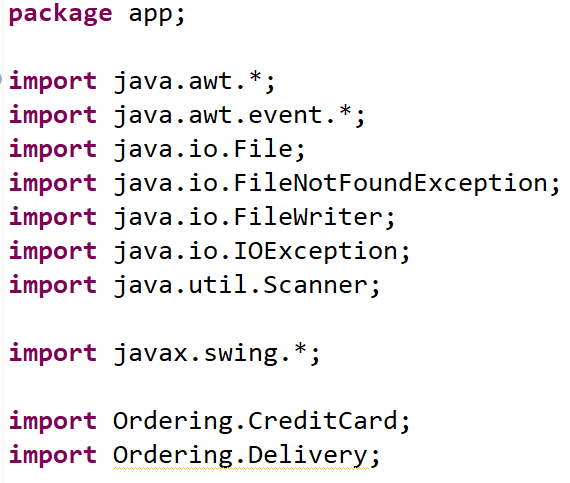 package app;
import java.awt.*;
import java.awt.event.*;
import java.io.File;
import java.io.FileNotFoundException;
import java.io.FileWriter;
import java.io.IOException;
import java.util.Scanner;
import javax.swing.*;
import Ordering.CreditCard;
import Ordering.Delivery;